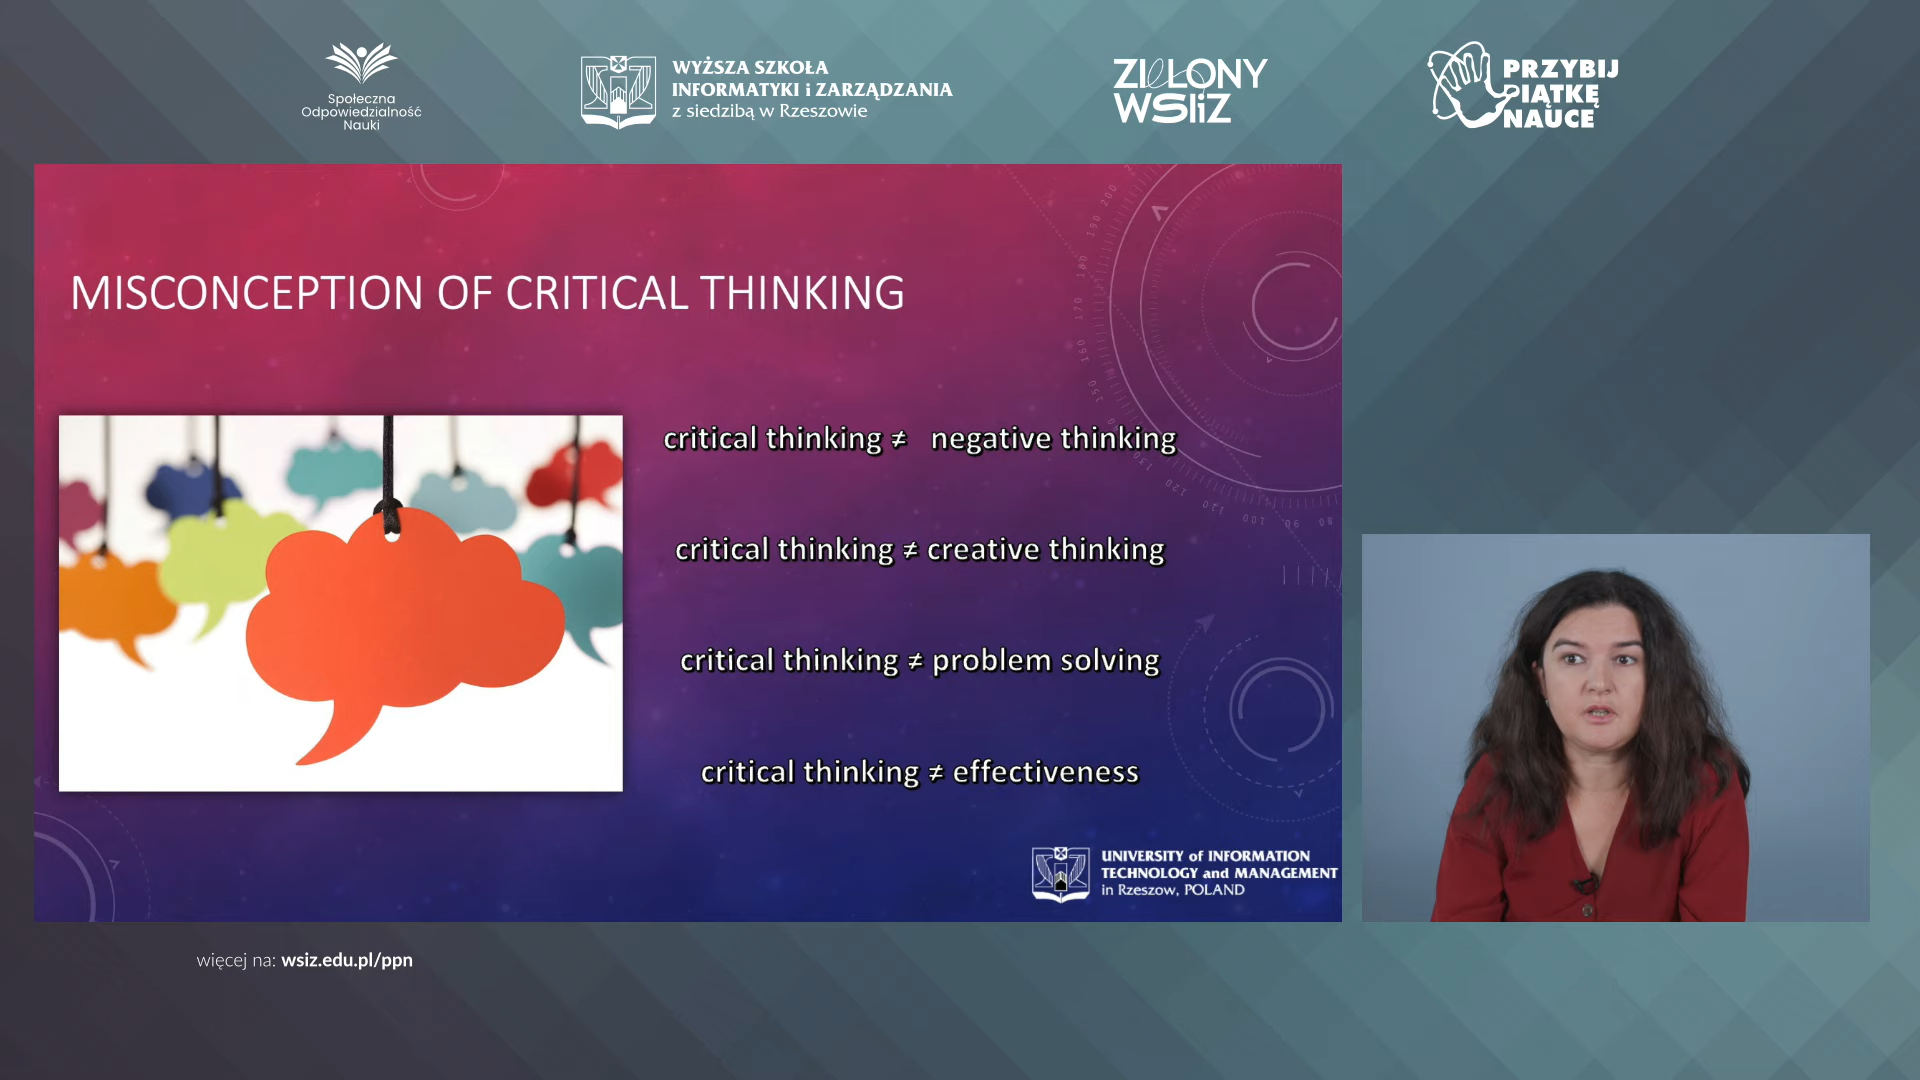 Społeczna
Odpowiedzialność
Nauki
WYŻSZA SZKOŁA
INFORMATYKI i ZARZĄDZANIA
z siedzibą w Rzeszowie
ZIELONY
WSIiZ
PRZYBIJ
PIĄTKĘ
NAUCE
MISCONCEPTION OF CRITICAL THINKING
critical thinking ≠ negative thinking
critical thinking ≠ creative thinking
critical thinking ≠ problem solving
critical thinking ≠ effectiveness
UNIVERSITY of INFORMATION
TECHNOLOGY and MANAGEMENT
in Rzeszow, POLAND
więcej na: wsiz.edu.pl/ppn